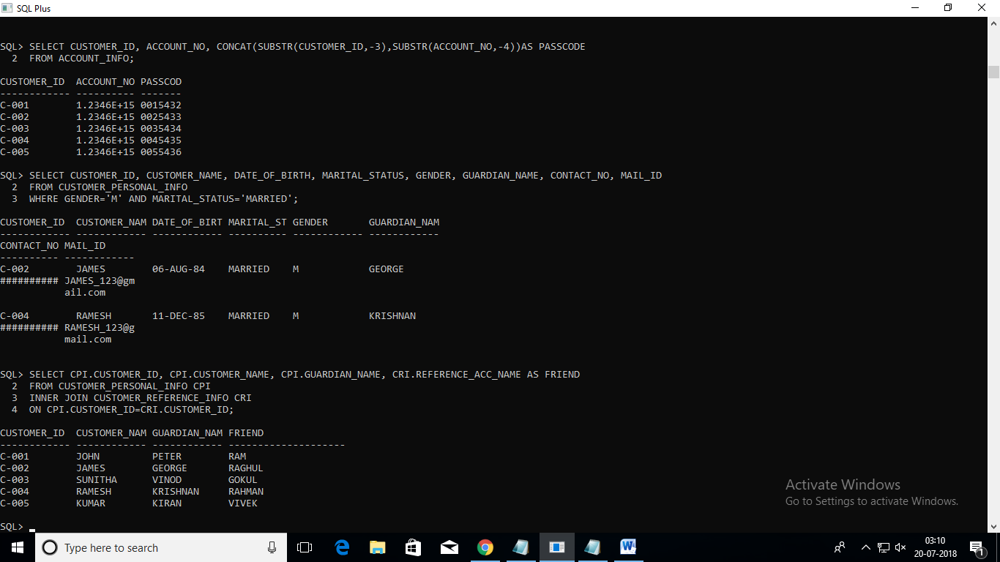 SQL Plus
SQL> SELECT CUSTOMER_ID, ACCOUNT_NO, CONCAT(SUBSTR(CUSTOMER_ID,-3),SUBSTR(ACCOUNT_NO,-4))AS PASSCODE
  2  FROM ACCOUNT_INFO;
CUSTOMER_ID  ACCOUNT_NO PASSCOD
------------ ---------- -------
C-001        1.2346E+15 0015432
C-002        1.2346E+15 0025433
C-003        1.2346E+15 0035434
C-004        1.2346E+15 0045435
C-005        1.2346E+15 0055436
SQL> SELECT CUSTOMER_ID, CUSTOMER_NAME, DATE_OF_BIRTH, MARITAL_STATUS, GENDER, GUARDIAN_NAME, CONTACT_NO, MAIL_ID
  2  FROM CUSTOMER_PERSONAL_INFO
  3  WHERE GENDER='M' AND MARITAL_STATUS='MARRIED';
CUSTOMER_ID  CUSTOMER_NAM DATE_OF_BIRT MARITAL_ST GENDER       GUARDIAN_NAM
------------ ------------ ------------ ---------- ------------ ------------
CONTACT_NO MAIL_ID
---------- ------------
C-002        JAMES        06-AUG-84    MARRIED    M            GEORGE
########## JAMES_123@gm
           ail.com
C-004        RAMESH       11-DEC-85    MARRIED    M            KRISHNAN
########## RAMESH_123@g
           mail.com
SQL> SELECT CPI.CUSTOMER_ID, CPI.CUSTOMER_NAME, CPI.GUARDIAN_NAME, CRI.REFERENCE_ACC_NAME AS FRIEND
  2  FROM CUSTOMER_PERSONAL_INFO CPI
  3  INNER JOIN CUSTOMER_REFERENCE_INFO CRI
  4  ON CPI.CUSTOMER_ID=CRI.CUSTOMER_ID;
CUSTOMER_ID  CUSTOMER_NAM GUARDIAN_NAM FRIEND
------------ ------------ ------------ --------------------
C-001        JOHN         PETER        RAM
C-002        JAMES        GEORGE       RAGHUL
C-003        SUNITHA      VINOD        GOKUL
C-004        RAMESH       KRISHNAN     RAHMAN
C-005        KUMAR        KIRAN        VIVEK
SQL>
Activate Windows
Go to Settings to activate Windows.
Type here to search
03:10
20-07-2018
1